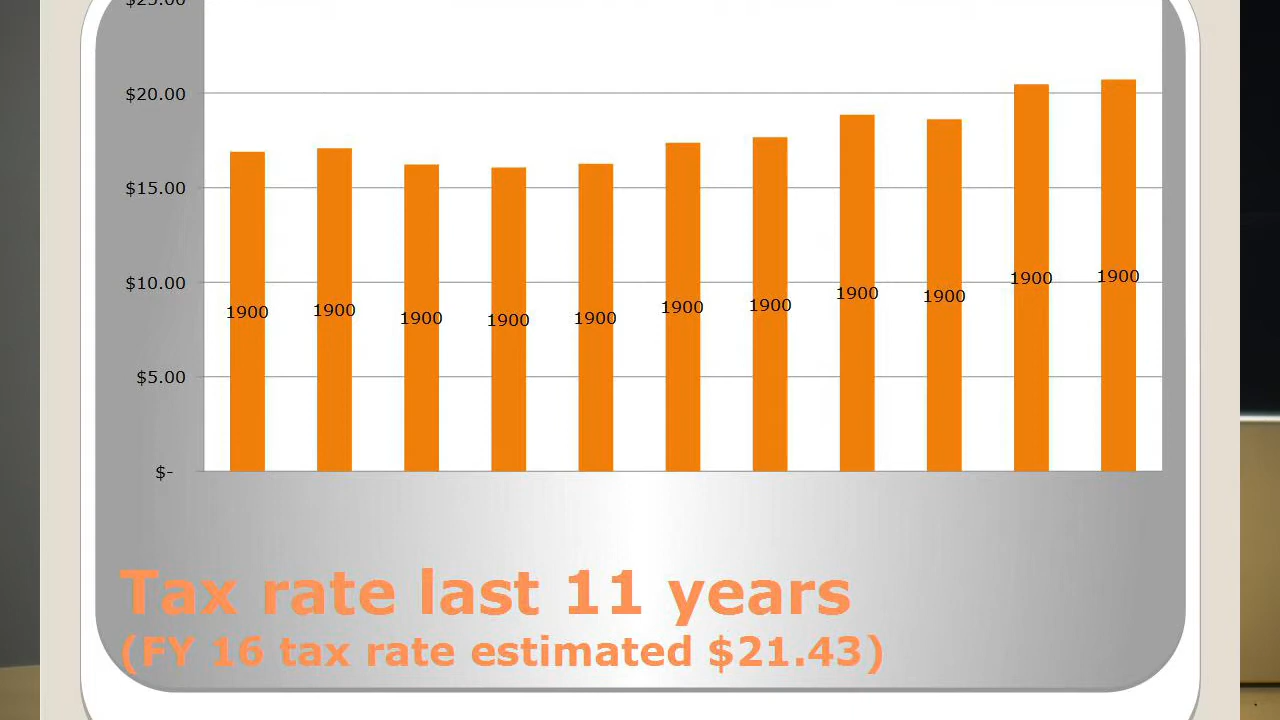 $25.00
$20.00
$15.00
$10.00
$5.00
$-
1900 1900 1900 1900 1900 1900 1900 1900 1900 1900 1900
Tax rate last 11 years
(FY 16 tax rate estimated $21.43)